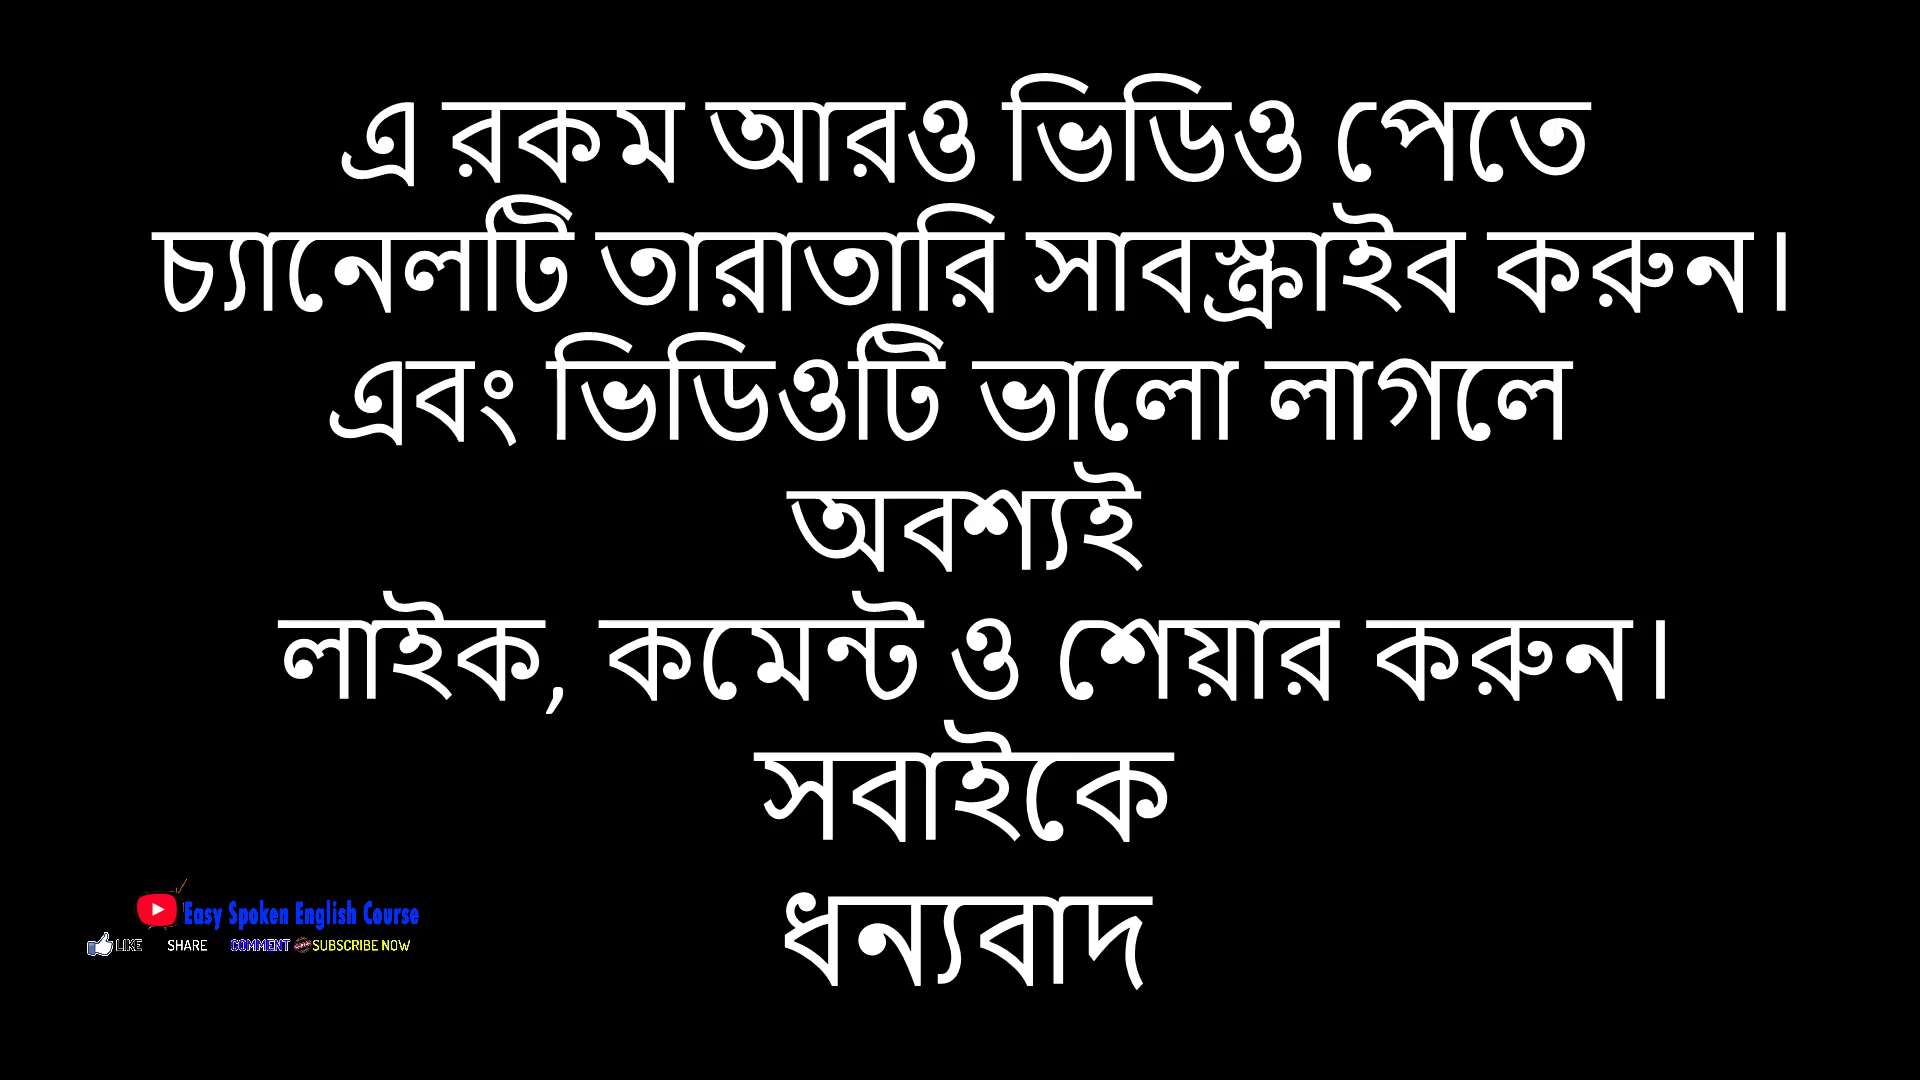 এ রকম আরও ভিডিও পেতে
চ্যানেলটি তারাতারি সাবস্ক্রাইব করুন।
এবং ভিডিওটি ভালো লাগলে
অবশ্যই
লাইক, কমেন্ট ও শেয়ার করুন।
সবাইকে
ধন্যবাদ
Easy Spoken English Course
LIKE SHARE COMMENT SUBSCRIBE NOW